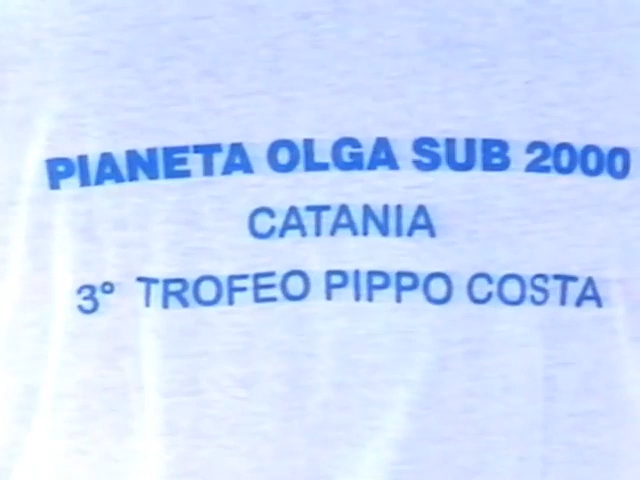 PIANETA OLGA SUB 2000
CATANIA
3° TROFEO PIPPO COSTA